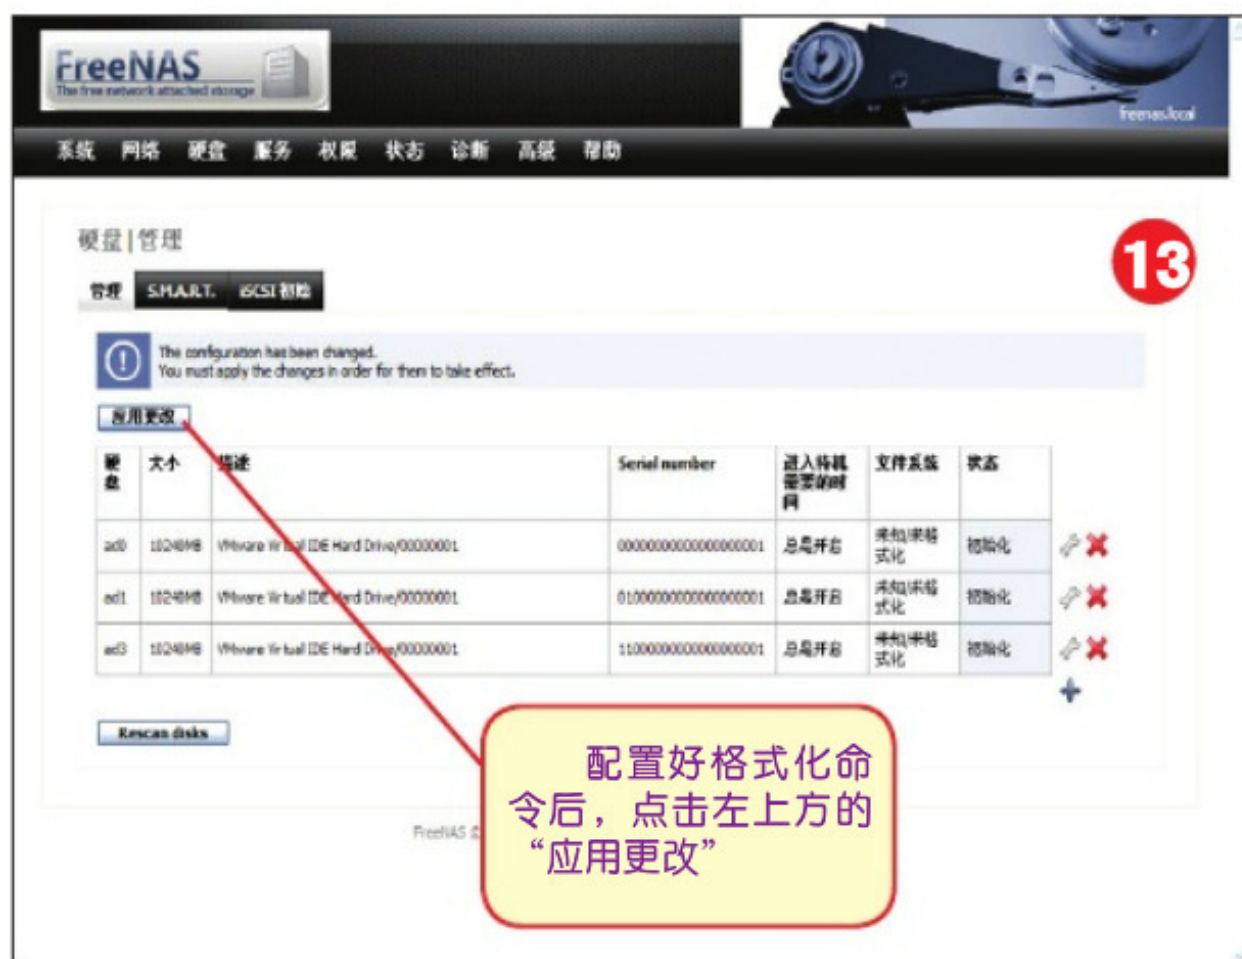 FreeNAS
The free network attached storage
freenas.local
系统 网络 硬盘 服务 权限 状态 诊断 高级 帮助
硬盘|管理
13
管理 S.M.A.R.T. iSCSI 初始
The configuration has been changed.
You must apply the changes in order for them to take effect.
应用更改
硬盘 大小 描述 Serial number 进入待机需要的时间 文件系统 状态
ad0 10240MB VMware Virtual IDE Hard Drive/00000001 00000000000000000001 总是开启 未知/未格式化 初始化
ad1 10240MB VMware Virtual IDE Hard Drive/00000001 01000000000000000001 总是开启 未知/未格式化 初始化
ad3 10240MB VMware Virtual IDE Hard Drive/00000001 11000000000000000001 总是开启 未知/未格式化 初始化
Rescan disks
配置好格式化命
令后，点击左上方的
“应用更改”
FreeNAS ©